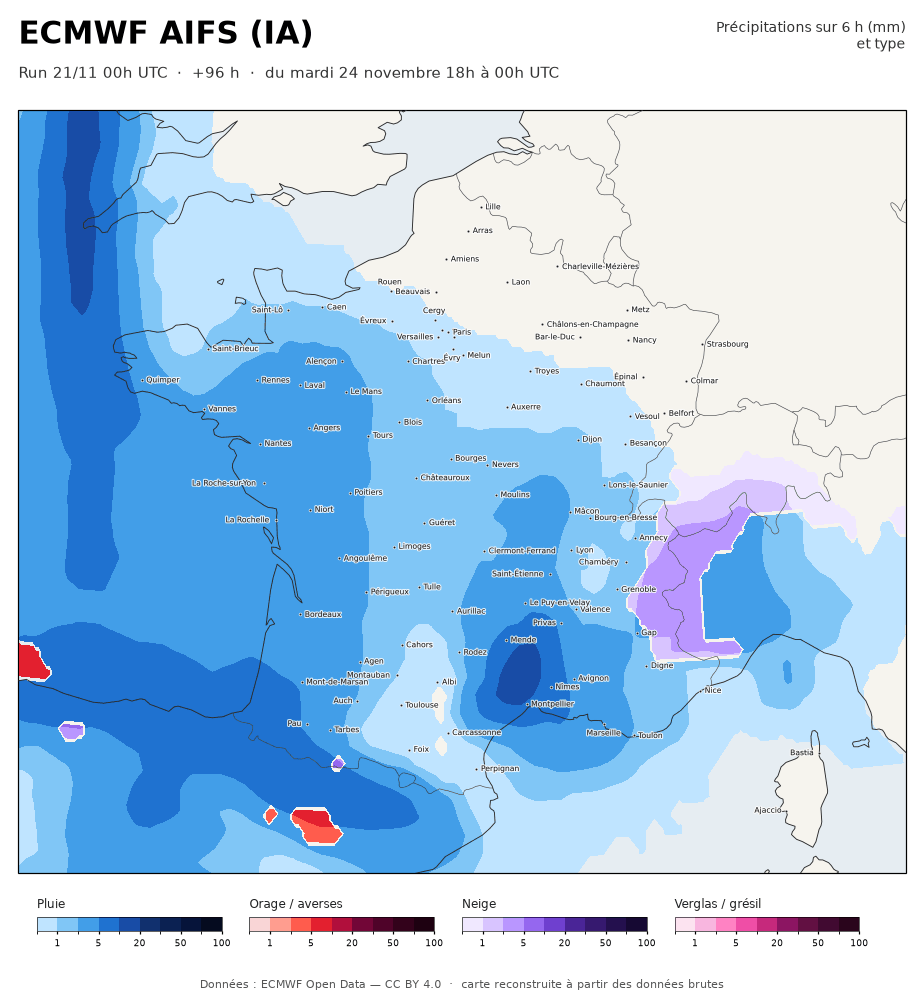 ECMWF AIFS (IA)
Précipitations sur 6 h (mm)
et type
Run 21/11 00h UTC · +96 h · du mardi 24 novembre 18h à 00h UTC
Lille
Arras
Amiens
Charleville-Mézières
Rouen
Laon
Beauvais
Saint-Lô
Caen
Cergy
Metz
Évreux
Châlons-en-Champagne
Versailles
Paris
Bar-le-Duc
Nancy
Strasbourg
Saint-Brieuc
Alençon
Chartres
Évry
Melun
Quimper
Rennes
Laval
Le Mans
Troyes
Chaumont
Épinal
Colmar
Vannes
Orléans
Auxerre
Vesoul
Belfort
Angers
Blois
Nantes
Tours
Dijon
Besançon
Bourges
Nevers
La Roche-sur-Yon
Châteauroux
Lons-le-Saunier
Poitiers
Moulins
Niort
Mâcon
La Rochelle
Guéret
Bourg-en-Bresse
Annecy
Angoulême
Limoges
Clermont-Ferrand
Lyon
Chambéry
Saint-Étienne
Périgueux
Tulle
Grenoble
Bordeaux
Aurillac
Le Puy-en-Velay
Valence
Privas
Cahors
Mende
Gap
Agen
Rodez
Digne
Mont-de-Marsan
Montauban
Albi
Avignon
Nîmes
Nice
Auch
Toulouse
Montpellier
Pau
Tarbes
Carcassonne
Marseille
Toulon
Foix
Perpignan
Bastia
Ajaccio
Pluie
1 5 20 50 100
Orage / averses
1 5 20 50 100
Neige
1 5 20 50 100
Verglas / grésil
1 5 20 50 100
Données : ECMWF Open Data — CC BY 4.0 · carte reconstruite à partir des données brutes